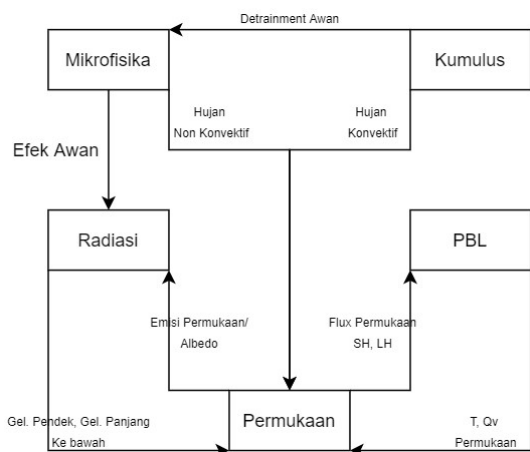 Detrainment Awan
Mikrofisika
Kumulus
Hujan
Non Konvektif
Hujan
Konvektif
Efek Awan
Radiasi
PBL
Emisi Permukaan/
Albedo
Flux Permukaan
SH, LH
Gel. Pendek, Gel. Panjang
Ke bawah
Permukaan
T, Qv
Permukaan